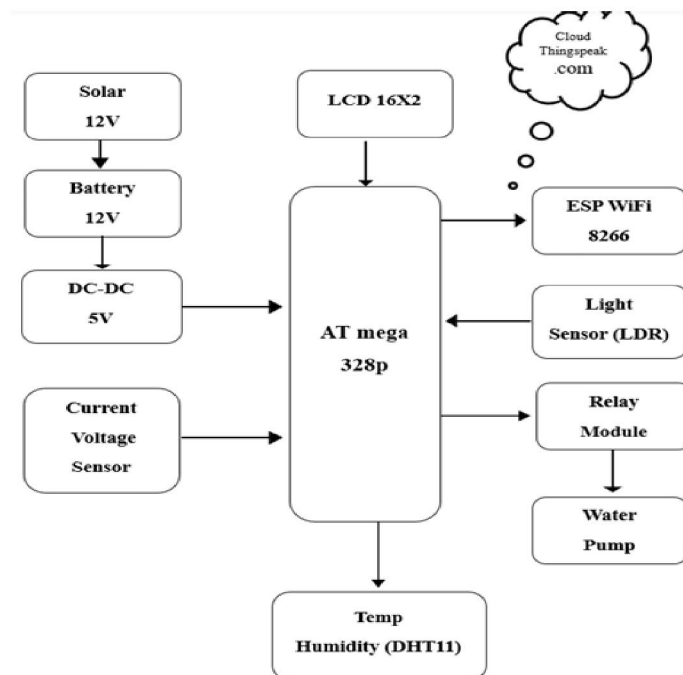 Cloud
Thingspeak
.com
Solar
12V
LCD 16X2
Battery
12V
ESP WiFi
8266
DC-DC
5V
Light
Sensor (LDR)
AT mega
328p
Current
Voltage
Sensor
Relay
Module
Water
Pump
Temp
Humidity (DHT11)